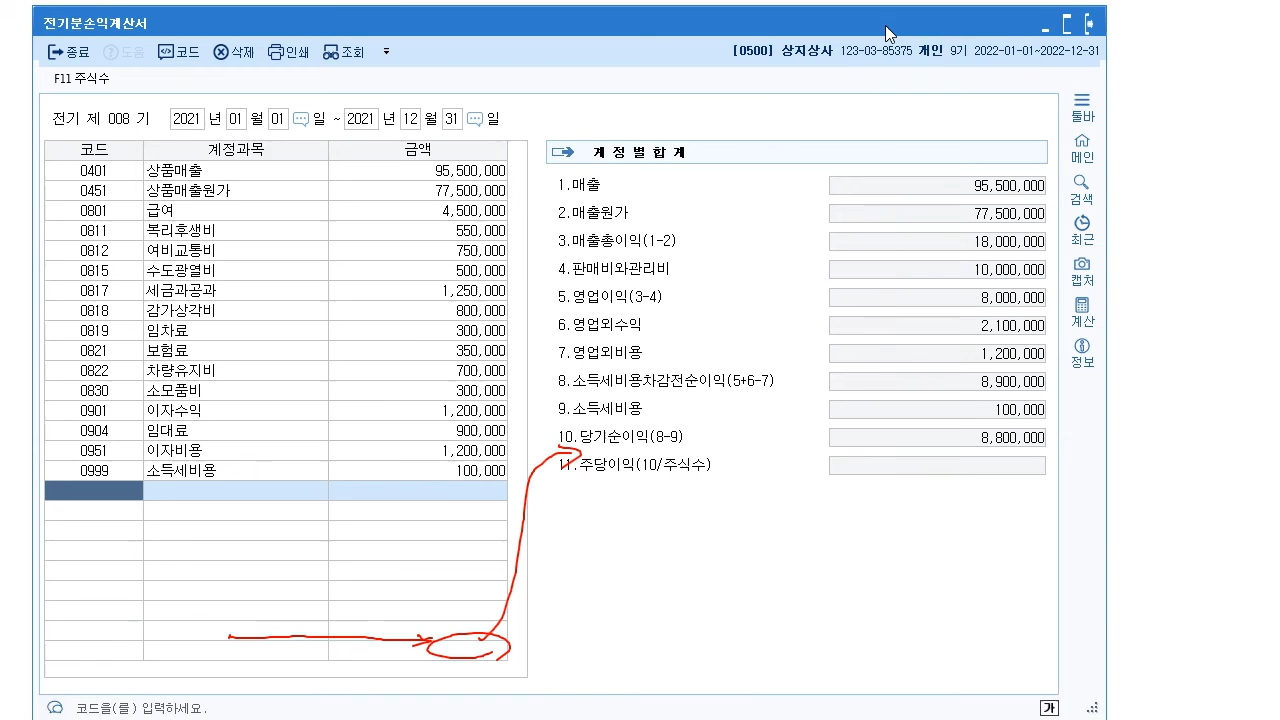 전기분손익계산서
종료 도움 코드 삭제 인쇄 조회 [0500] 상지상사 123-03-85375 개인 9기 2022-01-01~2022-12-31
F11 주식수
전기 제 008 기 2021 년 01 월 01 일 ~ 2021 년 12 월 31 일
코드 계정과목 금액
0401 상품매출 95,500,000
0451 상품매출원가 77,500,000
0801 급여 4,500,000
0811 복리후생비 550,000
0812 여비교통비 750,000
0815 수도광열비 500,000
0817 세금과공과 1,250,000
0818 감가상각비 800,000
0819 임차료 300,000
0821 보험료 350,000
0822 차량유지비 700,000
0830 소모품비 300,000
0901 이자수익 1,200,000
0904 임대료 900,000
0951 이자비용 1,200,000
0999 소득세비용 100,000
계 정 별 합 계
1.매출 95,500,000
2.매출원가 77,500,000
3.매출총이익(1-2) 18,000,000
4.판매비와관리비 10,000,000
5.영업이익(3-4) 8,000,000
6.영업외수익 2,100,000
7.영업외비용 1,200,000
8.소득세비용차감전순이익(5+6-7) 8,900,000
9.소득세비용 100,000
10.당기순이익(8-9) 8,800,000
11.주당이익(10/주식수)
툴바
메인
검색
최근
캡처
계산
정보
코드을(를) 입력하세요. 가